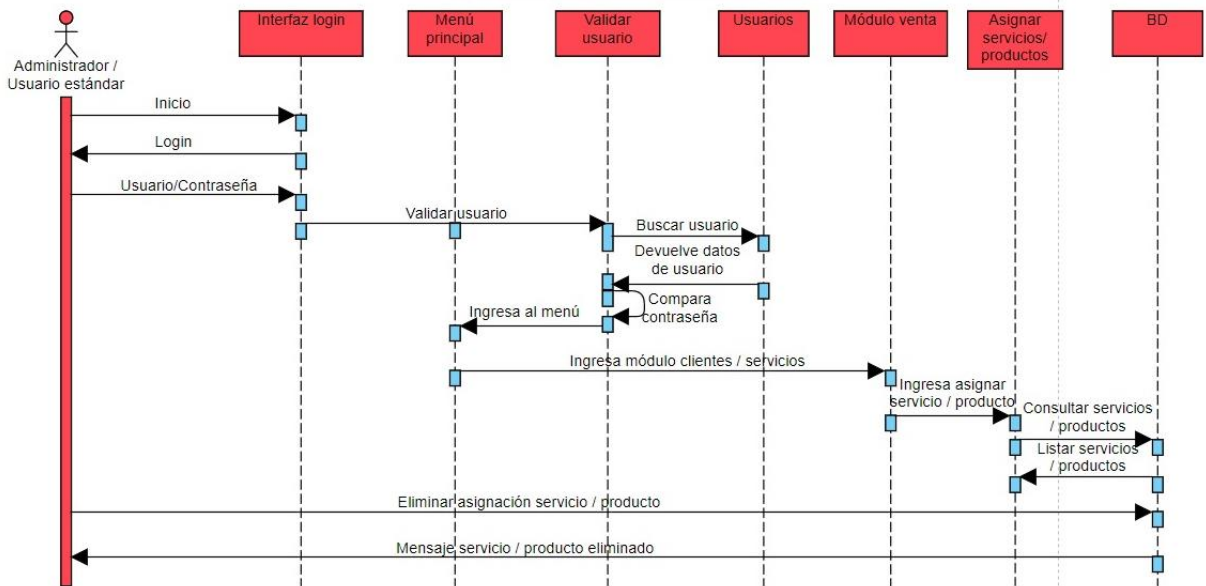 Interfaz login
Menú
principal
Validar
usuario
Usuarios
Módulo venta
Asignar
servicios/
productos
BD
Administrador /
Usuario estándar
Inicio
Login
Usuario/Contraseña
Validar usuario
Buscar usuario
Devuelve datos
de usuario
Compara
contraseña
Ingresa al menú
Ingresa módulo clientes / servicios
Ingresa asignar
servicio / producto
Consultar servicios
/ productos
Listar servicios
/ productos
Eliminar asignación servicio / producto
Mensaje servicio / producto eliminado